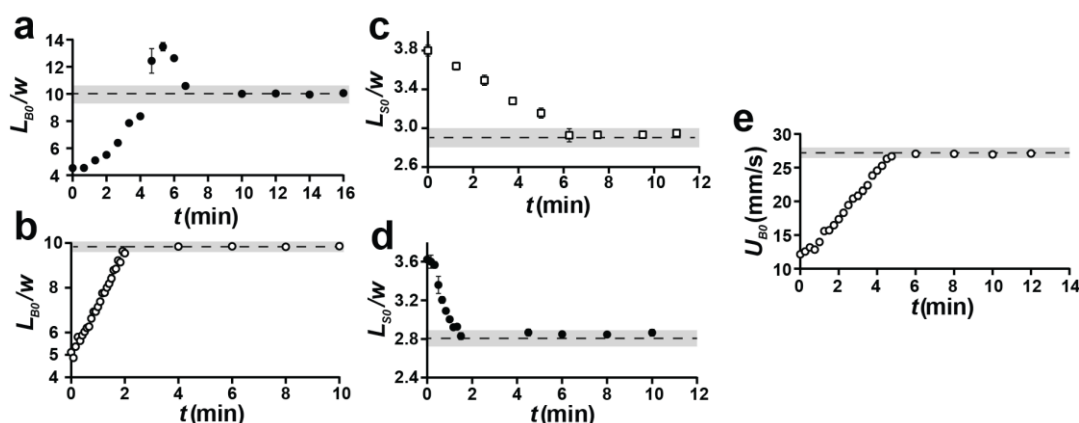 a
L_B0/w
14
12
10
8
6
4
0 2 4 6 8 10 12 14 16
t(min)
b
L_B0/w
10
8
6
5
4
0 2 4 6 8 10
t(min)
c
L_S0/w
3.8
3.4
3.0
2.6
0 2 4 6 8 10 12
t(min)
d
L_S0/w
3.6
3.2
2.8
2.4
0 2 4 6 8 10 12
t(min)
e
U_B0(mm/s)
30
25
20
15
10
0 2 4 6 8 10 12 14
t(min)